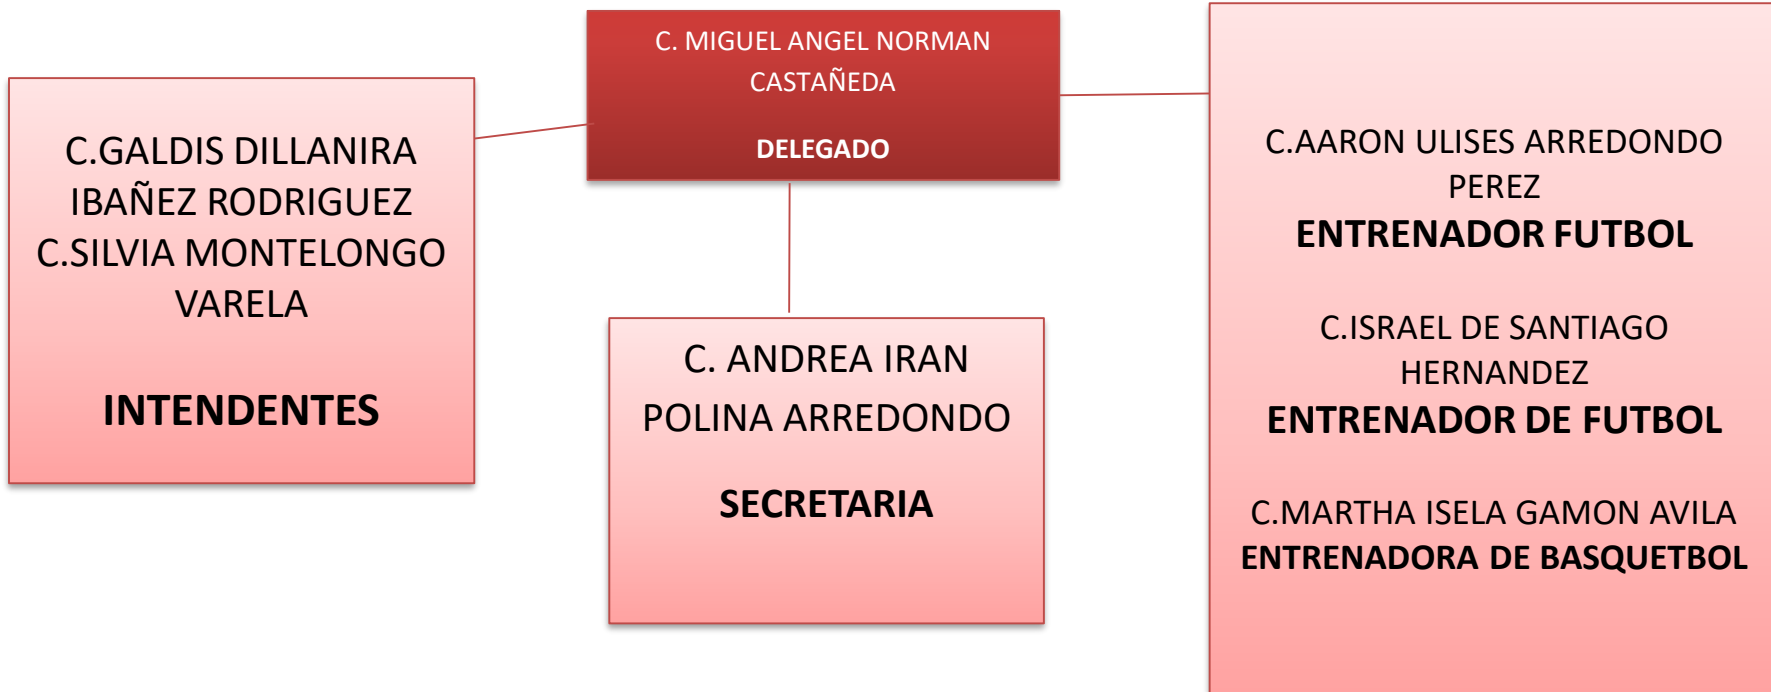 C. MIGUEL ANGEL NORMAN
CASTAÑEDA
DELEGADO
C.GALDIS DILLANIRA
IBAÑEZ RODRIGUEZ
C.SILVIA MONTELONGO
VARELA
INTENDENTES
C. ANDREA IRAN
POLINA ARREDONDO
SECRETARIA
C.AARON ULISES ARREDONDO
PEREZ
ENTRENADOR FUTBOL
C.ISRAEL DE SANTIAGO
HERNANDEZ
ENTRENADOR DE FUTBOL
C.MARTHA ISELA GAMON AVILA
ENTRENADORA DE BASQUETBOL